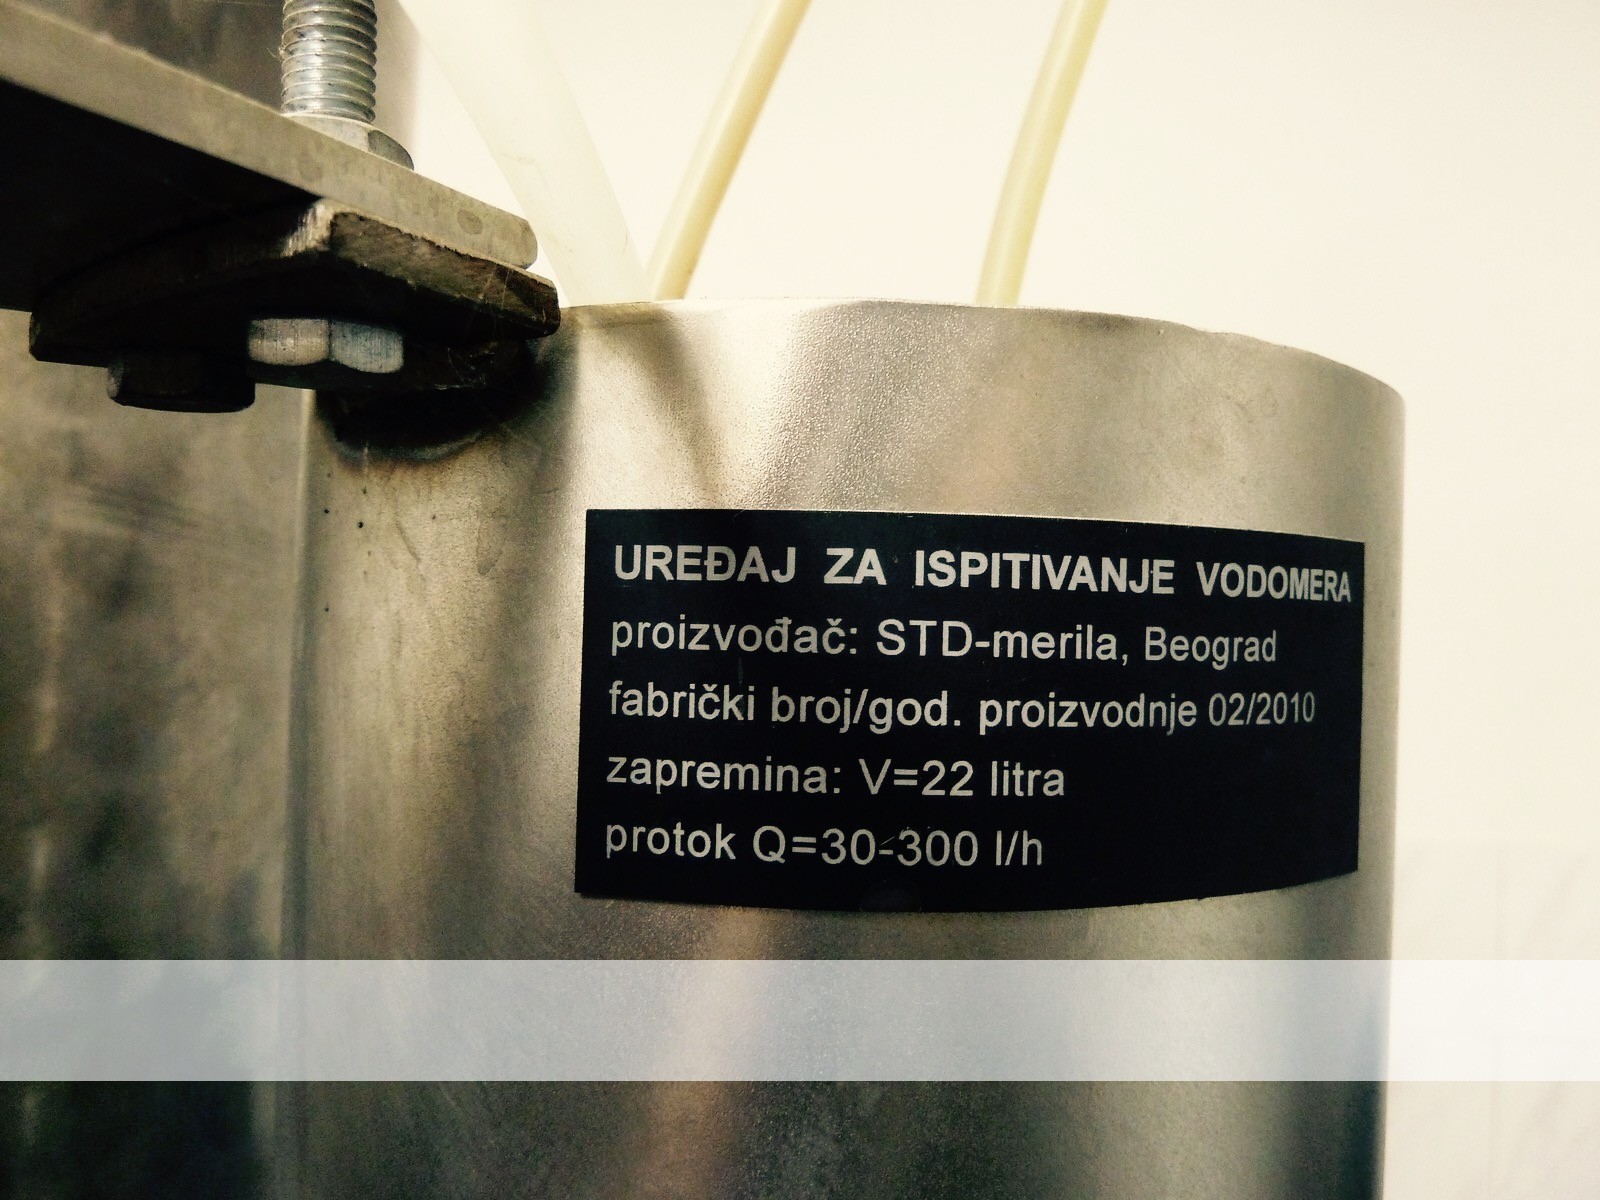 UREĐAJ ZA ISPITIVANJE VODOMERA
proizvođač: STD-merila, Beograd
fabrički broj/god. proizvodnje 02/2010
zapremina: V=22 litra
protok Q=30-300 l/h